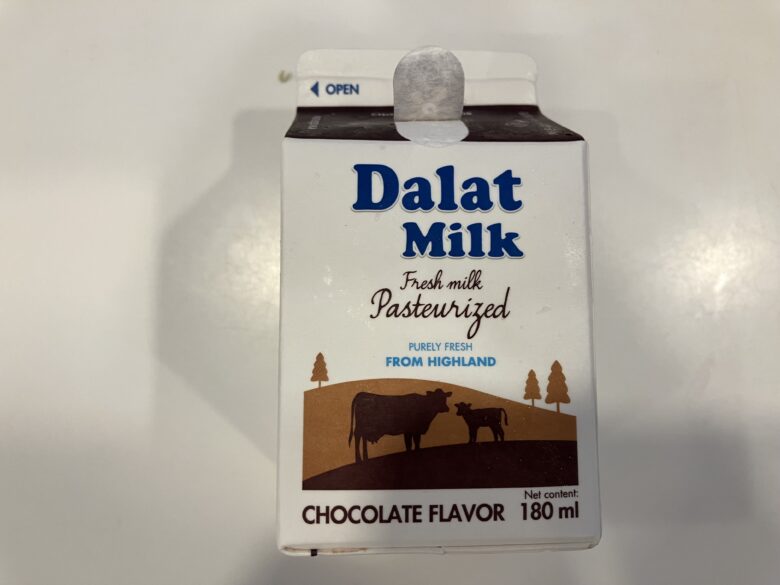 OPEN
Dalat
Milk
Fresh milk
Pasteurized
PURELY FRESH
FROM HIGHLAND
Net content:
CHOCOLATE FLAVOR 180 ml